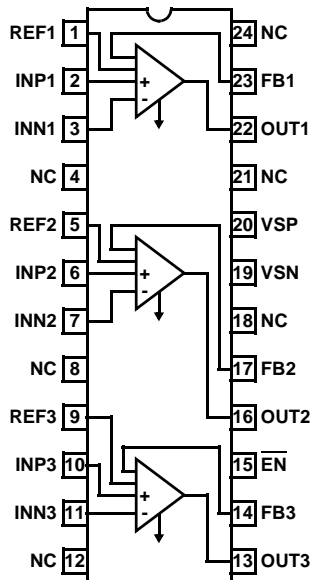 REF1 1 24 NC
INP1 2 + 23 FB1
INN1 3 - 22 OUT1
NC 4 21 NC
REF2 5 20 VSP
INP2 6 + 19 VSN
INN2 7 - 18 NC
NC 8 17 FB2
REF3 9 16 OUT2
INP3 10 15 E̅N̅
INN3 11 + - 14 FB3
NC 12 13 OUT3